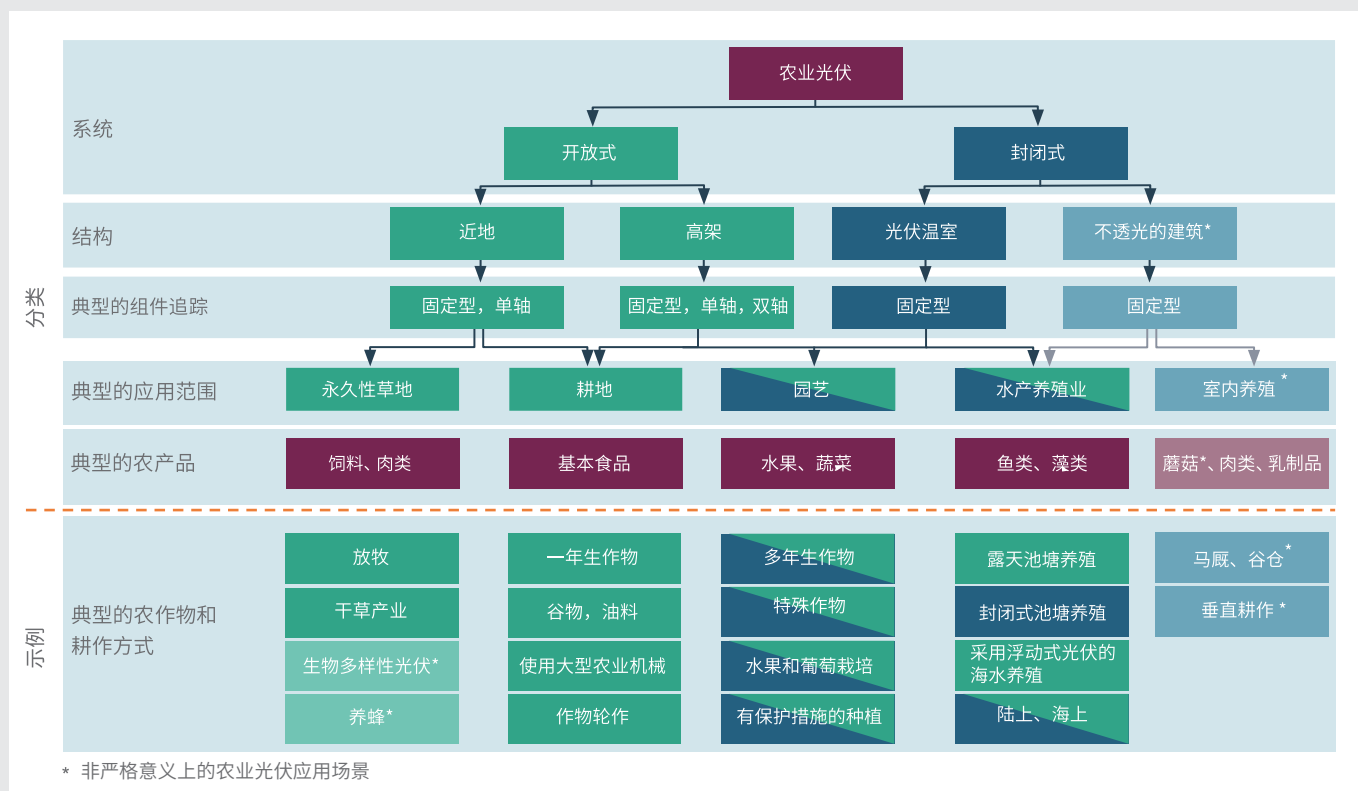 农业光伏
系统
开放式
封闭式
结构
近地
高架
光伏温室
不透光的建筑*
分类
典型的组件追踪
固定型，单轴
固定型，单轴，双轴
固定型
固定型
典型的应用范围
永久性草地
耕地
园艺
水产养殖业
室内养殖 *
典型的农产品
饲料、肉类
基本食品
水果、蔬菜
鱼类、藻类
蘑菇*、肉类、乳制品
示例
典型的农作物和
耕作方式
放牧
一年生作物
多年生作物
露天池塘养殖
马厩、谷仓 *
干草产业
谷物，油料
特殊作物
封闭式池塘养殖
垂直耕作 *
生物多样性光伏*
使用大型农业机械
水果和葡萄栽培
采用浮动式光伏的
海水养殖
养蜂*
作物轮作
有保护措施的种植
陆上、海上
* 非严格意义上的农业光伏应用场景